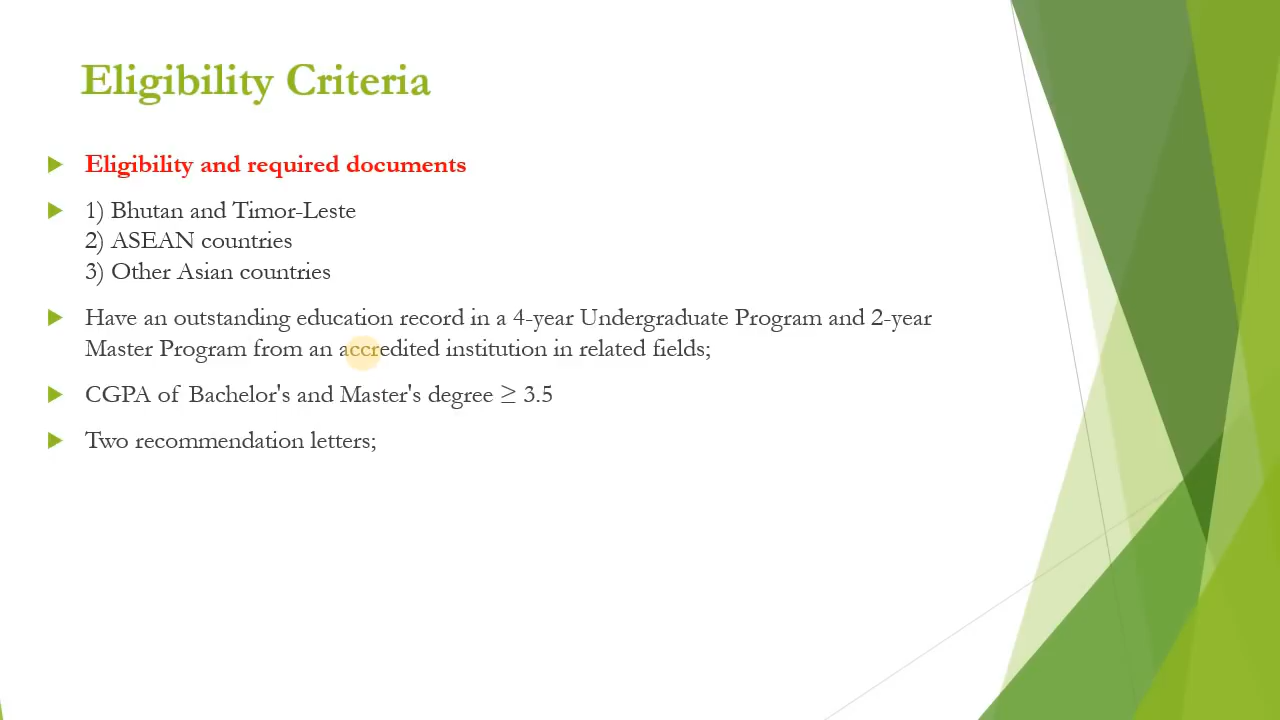 Eligibility Criteria
Eligibility and required documents
1) Bhutan and Timor-Leste
2) ASEAN countries
3) Other Asian countries
Have an outstanding education record in a 4-year Undergraduate Program and 2-year
Master Program from an accredited institution in related fields;
CGPA of Bachelor's and Master's degree ≥ 3.5
Two recommendation letters;